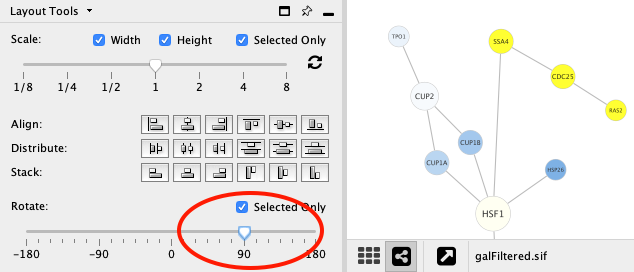 Layout Tools
Scale:
Width
Height
Selected Only
1/8 1/4 1/2 1 2 4 8
Align:
Distribute:
Stack:
Rotate:
Selected Only
-180 -90 0 90 180
TPO1
SSA4
CDC25
RAS2
CUP2
CUP1B
CUP1A
HSP26
HSF1
galFiltered.sif